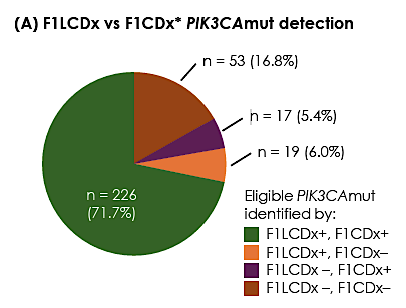 (A) F1LCDx vs F1CDx* PIK3CAmut detection
n = 53 (16.8%)
n = 17 (5.4%)
n = 19 (6.0%)
n = 226
(71.7%)
Eligible PIK3CAmut
identified by:
F1LCDx+, F1CDx+
F1LCDx+, F1CDx–
F1LCDx –, F1CDx+
F1LCDx –, F1CDx–